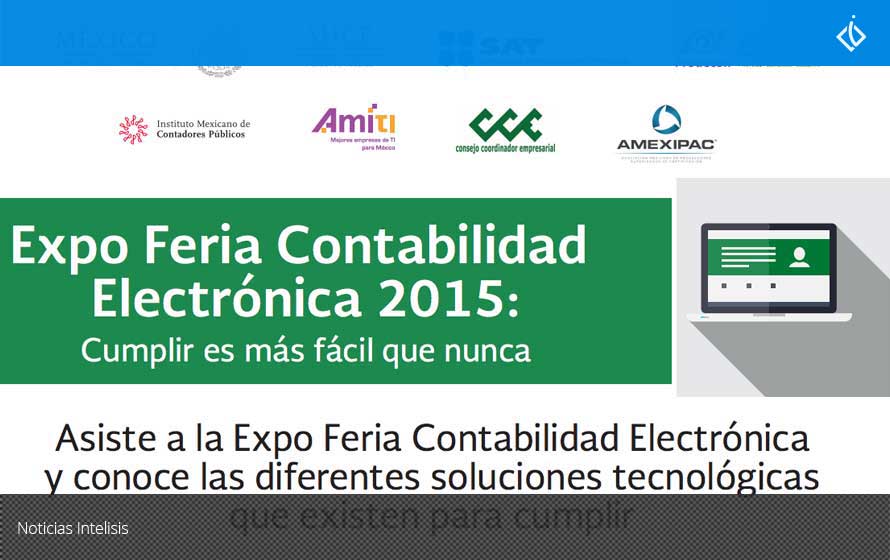 MÉXICO
SHCP
SAT
Instituto Mexicano de
Contadores Públicos
Amiti
Mejores empresas de TI
para México
CCE
consejo coordinador empresarial
AMEXIPAC
Expo Feria Contabilidad
Electrónica 2015:
Cumplir es más fácil que nunca
Asiste a la Expo Feria Contabilidad Electrónica
y conoce las diferentes soluciones tecnológicas
que existen para cumplir
Noticias Intelisis